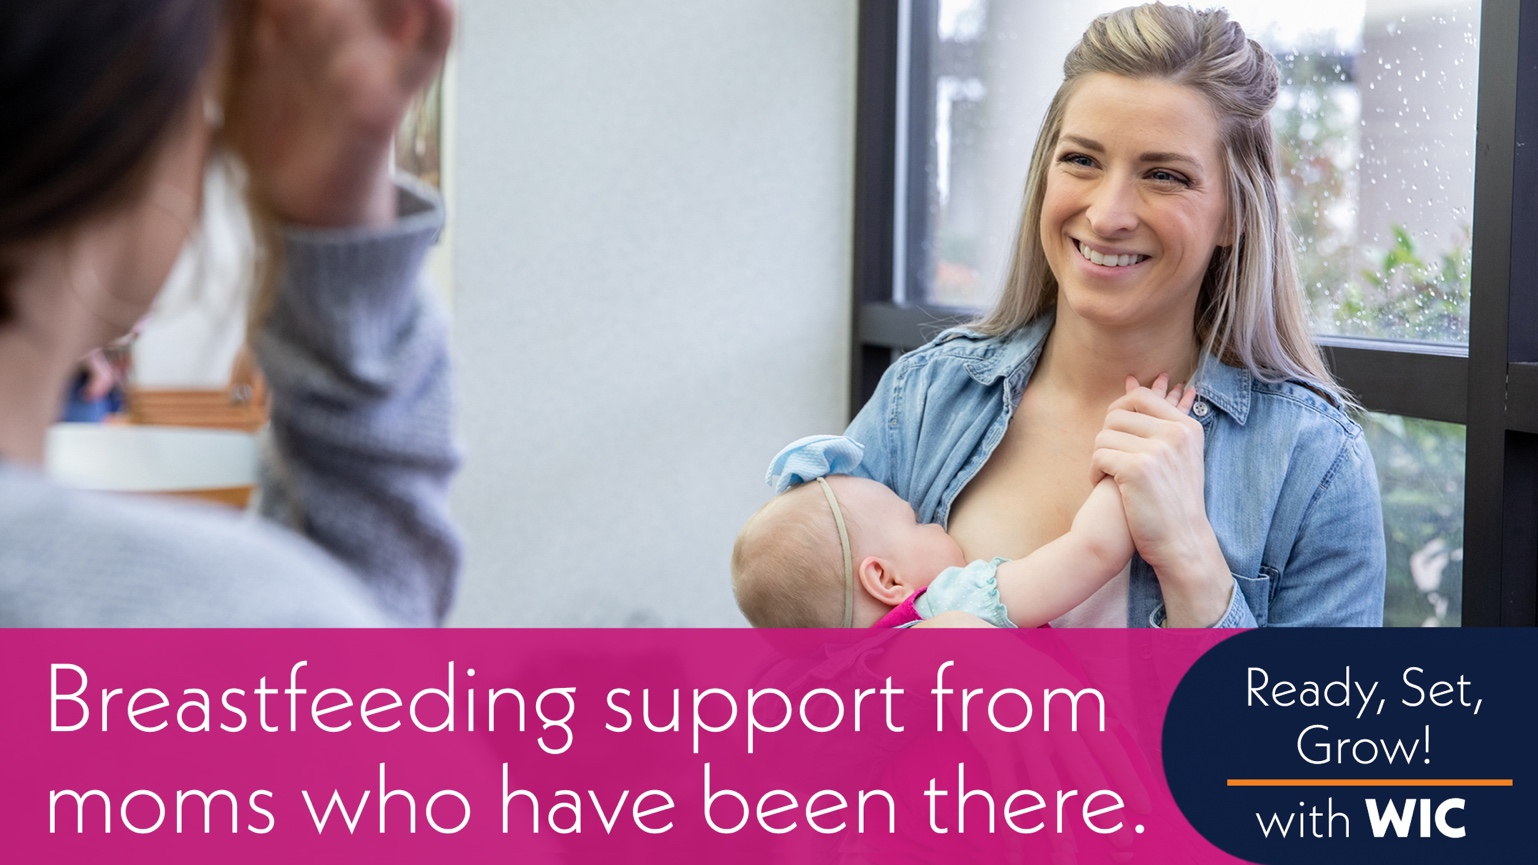 Breastfeeding support from
moms who have been there.
Ready, Set,
Grow!
with WIC